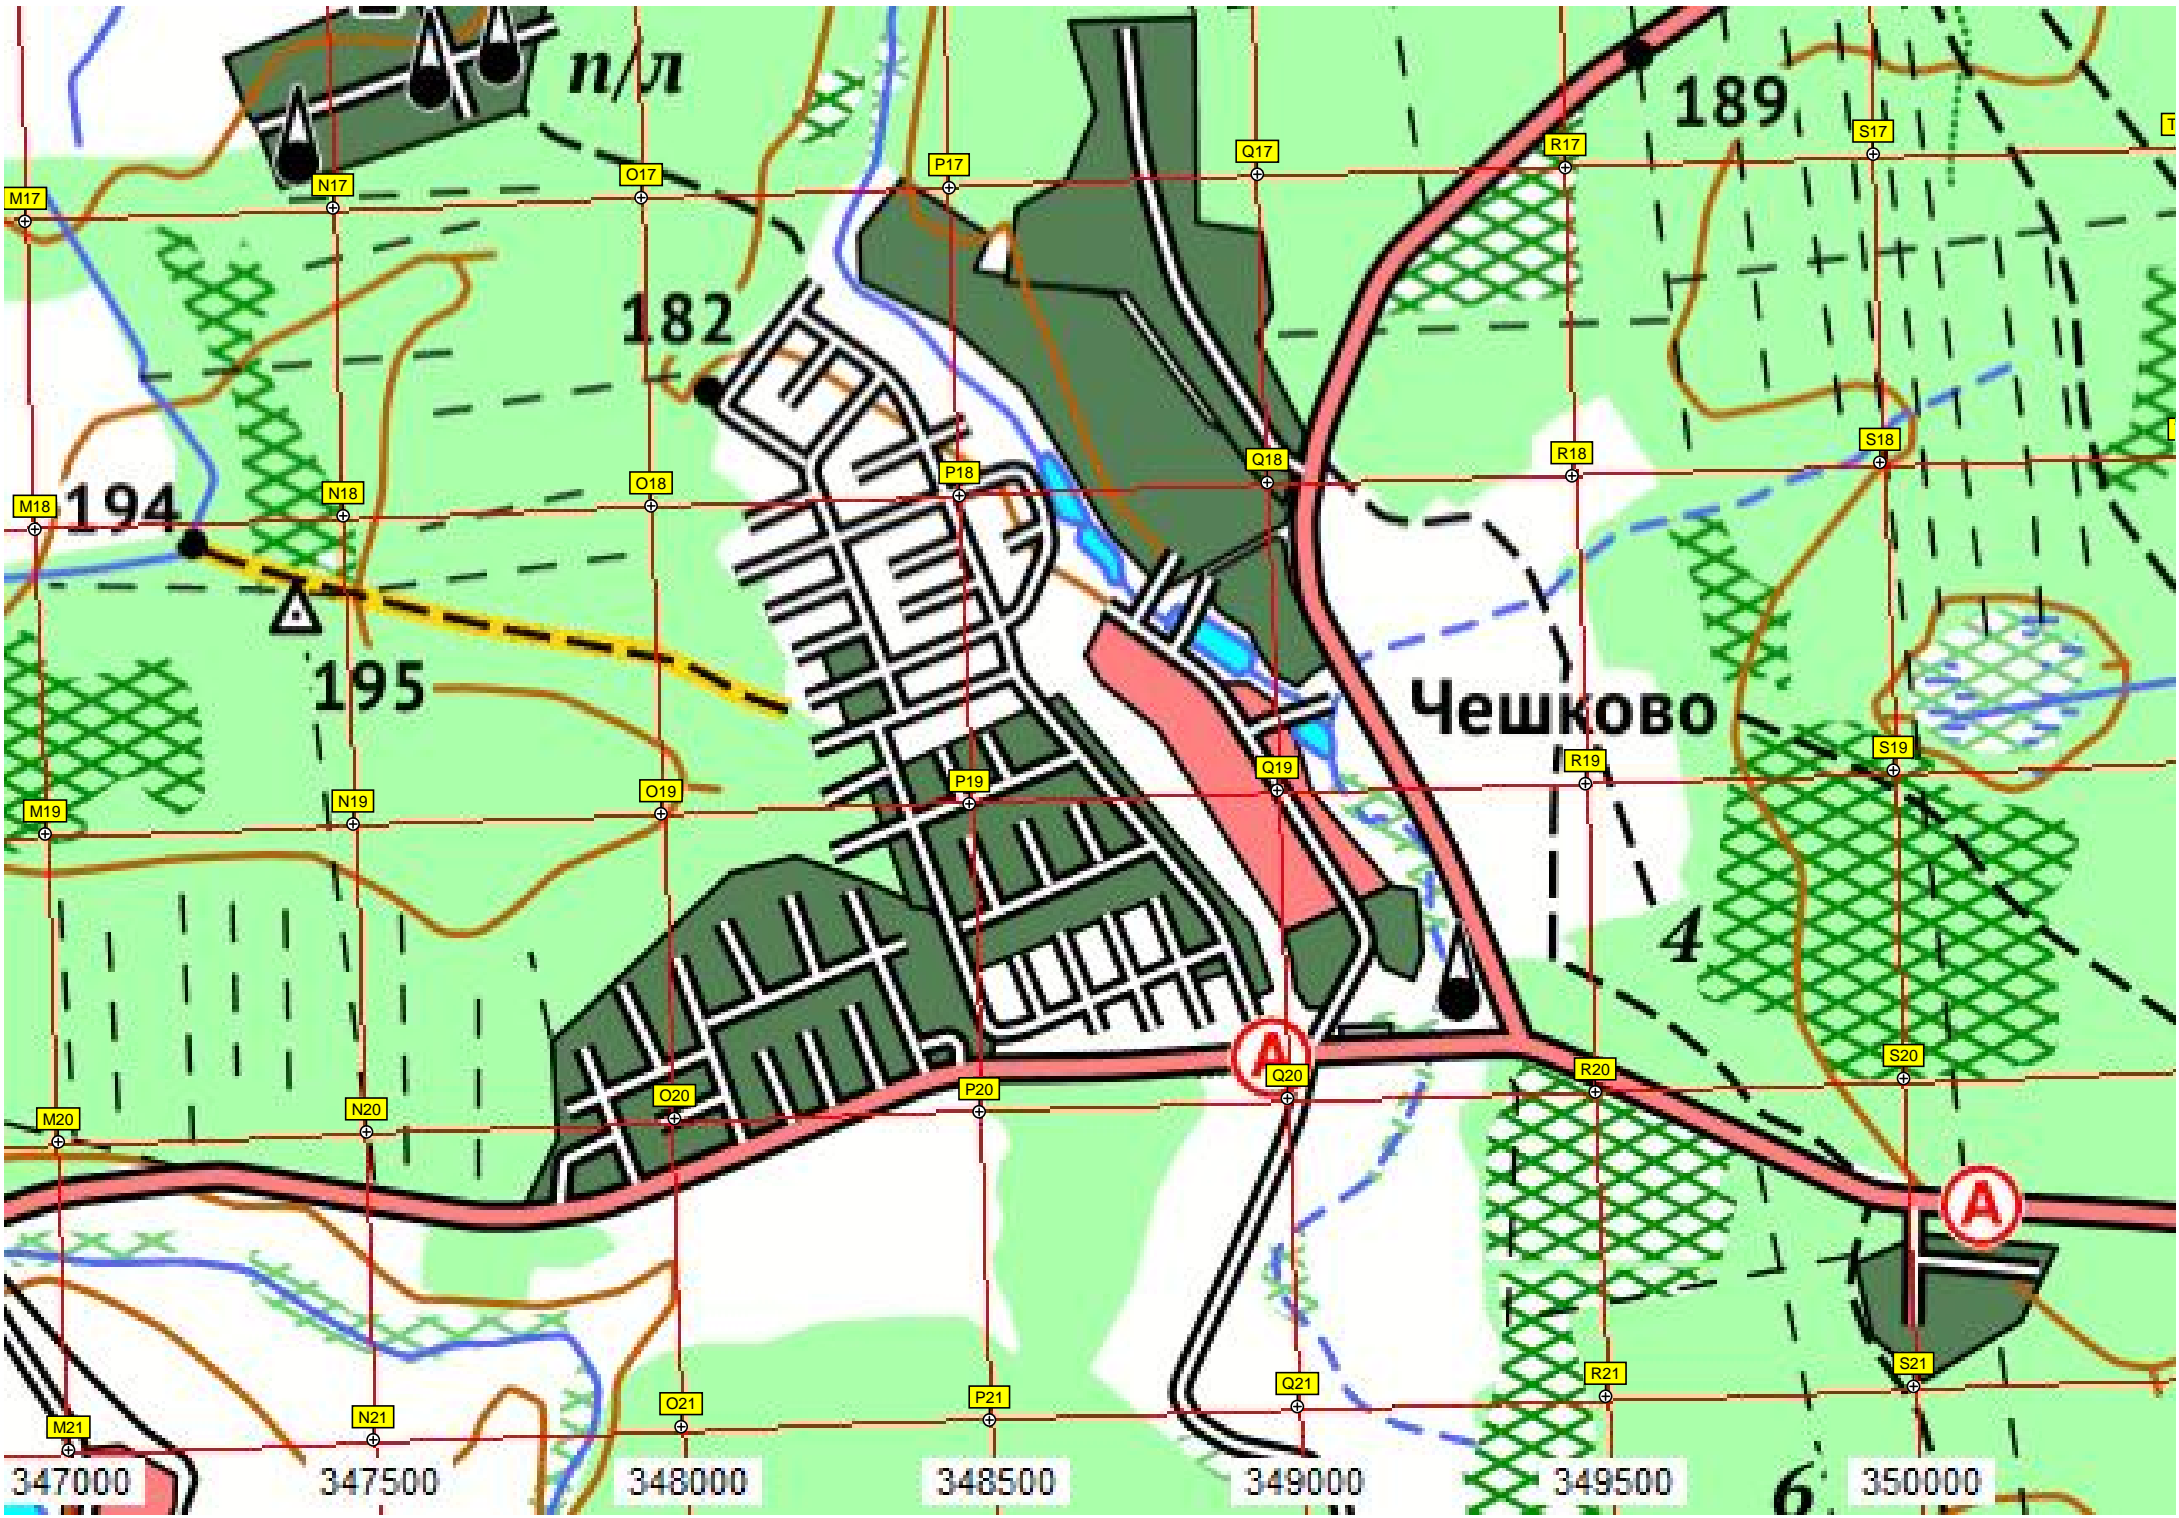 п/л
189
M17 N17 O17 P17 Q17 R17 S17
182
M18 N18 O18 P18 Q18 R18 S18
194
195
Чешково
M19 N19 O19 P19 Q19 R19 S19
4
А
M20 N20 O20 P20 Q20 R20 S20
А
M21 N21 O21 P21 Q21 R21 S21
347000 347500 348000 348500 349000 349500 350000
6